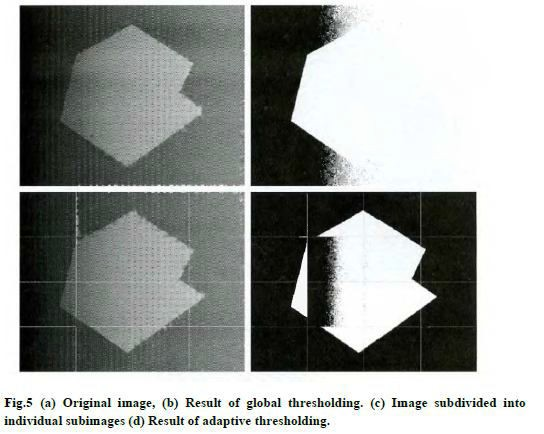 Fig.5 (a) Original image, (b) Result of global thresholding. (c) Image subdivided into
individual subimages (d) Result of adaptive thresholding.